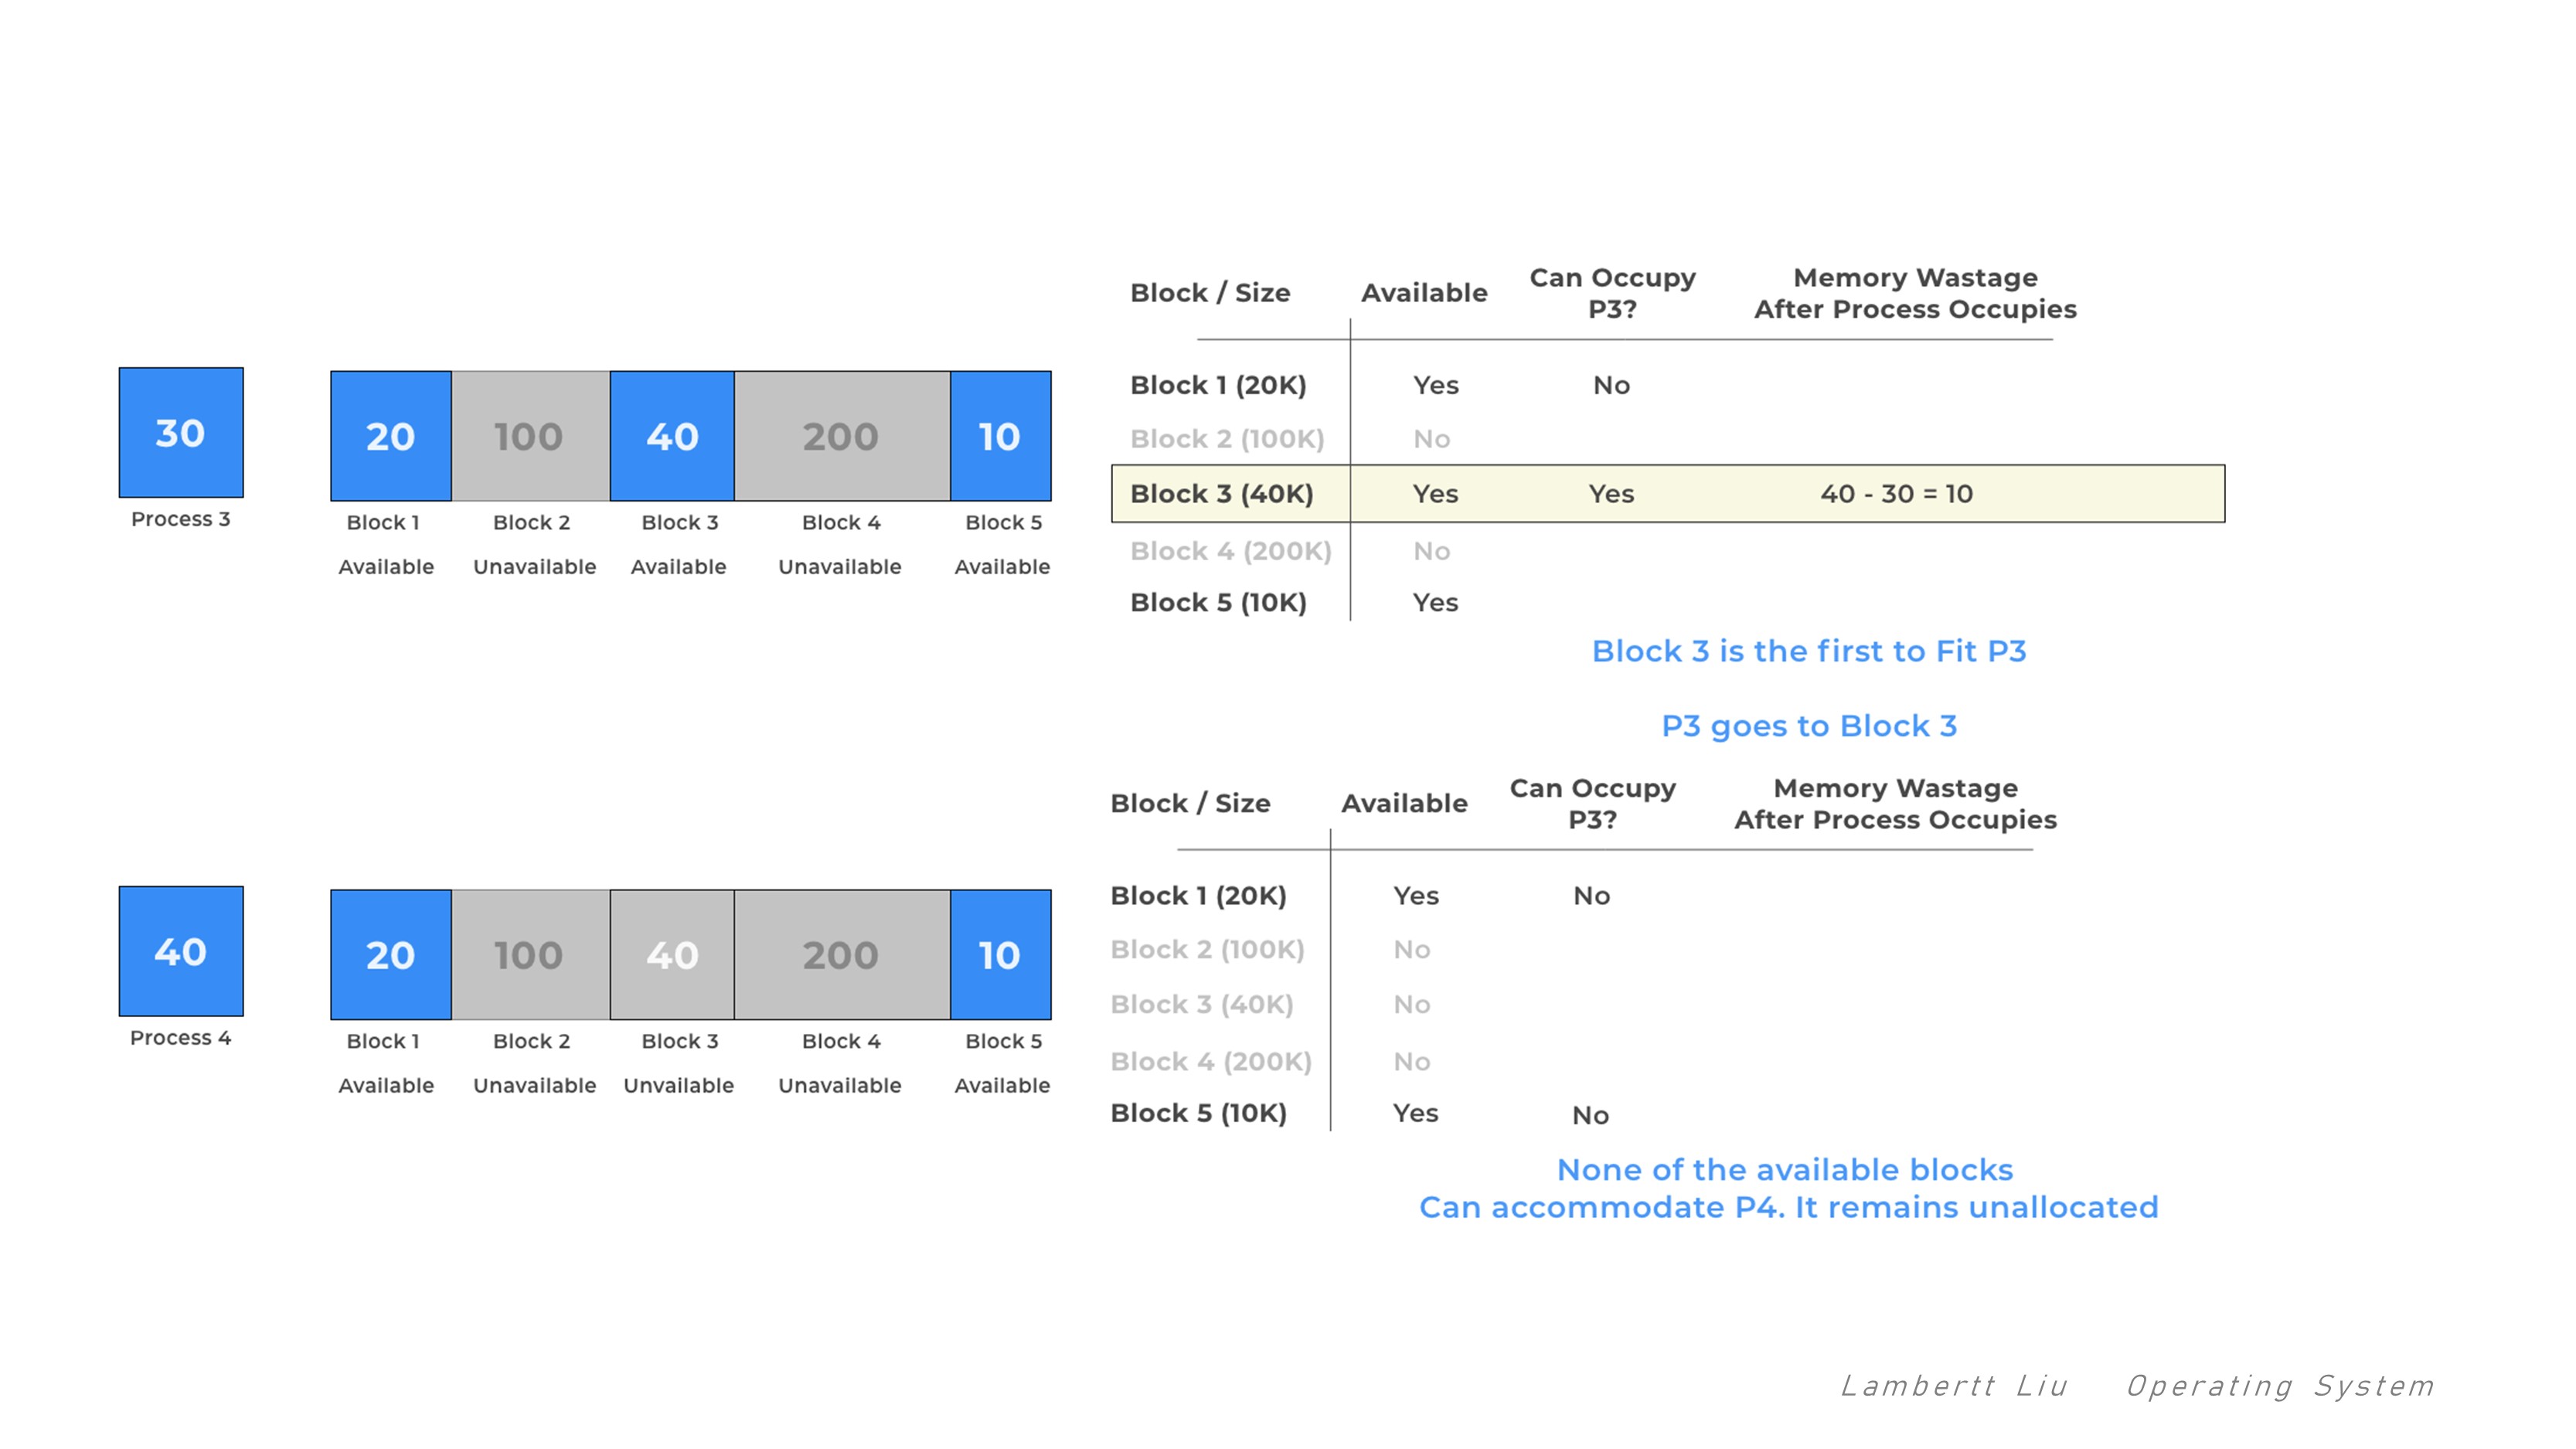 30
Process 3
20 100 40 200 10
Block 1 Block 2 Block 3 Block 4 Block 5
Available Unavailable Available Unavailable Available
Block / Size Available Can Occupy P3? Memory Wastage After Process Occupies
Block 1 (20K) Yes No
Block 2 (100K) No
Block 3 (40K) Yes Yes 40 - 30 = 10
Block 4 (200K) No
Block 5 (10K) Yes
Block 3 is the first to Fit P3
P3 goes to Block 3
40
Process 4
20 100 40 200 10
Block 1 Block 2 Block 3 Block 4 Block 5
Available Unavailable Unvailable Unavailable Available
Block / Size Available Can Occupy P3? Memory Wastage After Process Occupies
Block 1 (20K) Yes No
Block 2 (100K) No
Block 3 (40K) No
Block 4 (200K) No
Block 5 (10K) Yes No
None of the available blocks
Can accommodate P4. It remains unallocated
Lambertt Liu Operating System